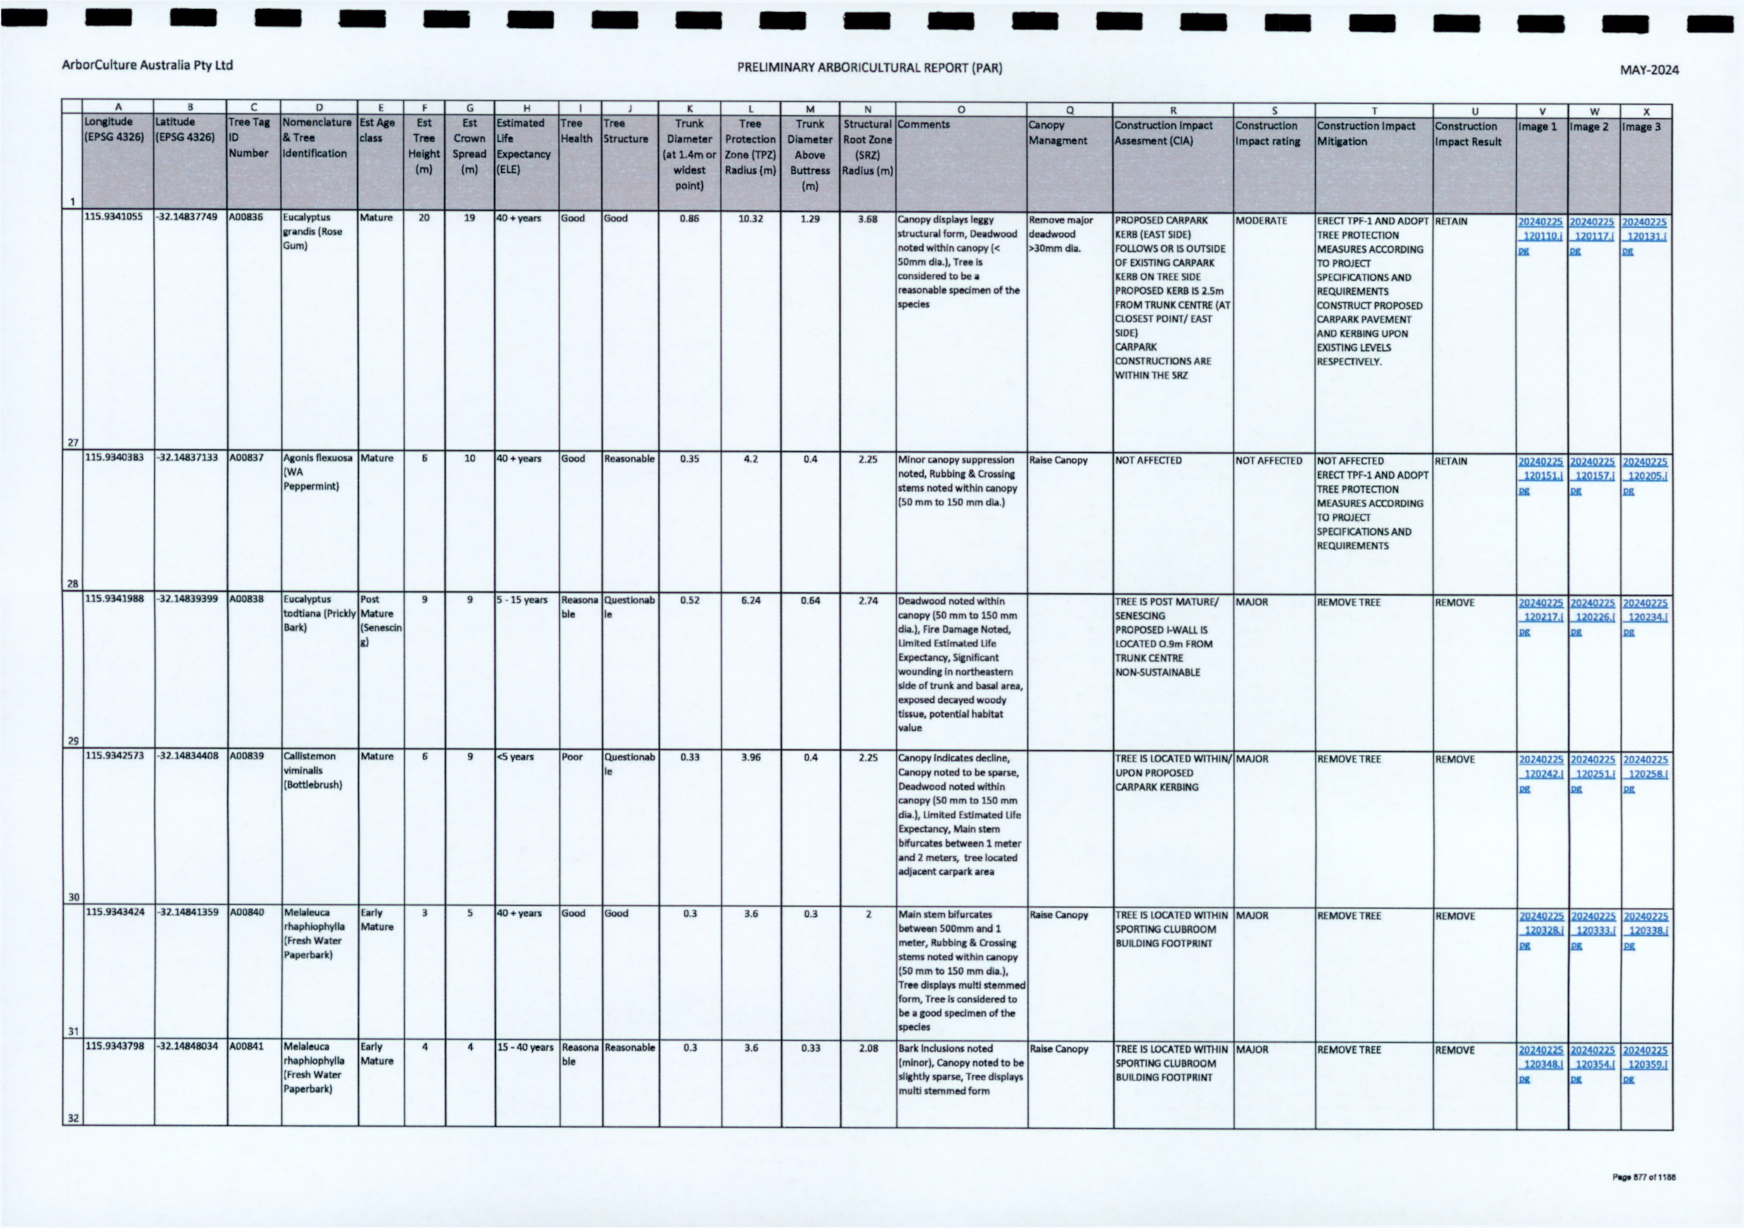 ArborCulture Australia Pty Ltd
PRELIMINARY ARBORICULTURAL REPORT (PAR)
MAY-2024
A B C D E F G H I J K L M N O Q R S T U V W X
1
Longitude (EPSG 4326)
Latitude (EPSG 4326)
Tree Tag ID Number
Nomenclature & Tree Identification
Est Age class
Est Tree Height (m)
Est Crown Spread (m)
Estimated Life Expectancy (ELE)
Tree Health
Tree Structure
Trunk Diameter (at 1.4m or widest point)
Tree Protection Zone (TPZ) Radius (m)
Trunk Diameter Above Buttress (m)
Structural Root Zone (SRZ) Radius (m)
Comments
Canopy Managment
Construction Impact Assesment (CIA)
Construction Impact rating
Construction Impact Mitigation
Construction Impact Result
Image 1
Image 2
Image 3
27
115.9341055
-32.14837749
A00836
Eucalyptus grandis (Rose Gum)
Mature
20
19
40 + years
Good
Good
0.86
10.32
1.29
3.68
Canopy displays leggy structural form, Deadwood noted within canopy (< 50mm dia.), Tree is considered to be a reasonable specimen of the species
Remove major deadwood >30mm dia.
PROPOSED CARPARK KERB (EAST SIDE) FOLLOWS OR IS OUTSIDE OF EXISTING CARPARK KERB ON TREE SIDE PROPOSED KERB IS 2.5m FROM TRUNK CENTRE (AT CLOSEST POINT/ EAST SIDE) CARPARK CONSTRUCTIONS ARE WITHIN THE SRZ
MODERATE
ERECT TPF-1 AND ADOPT TREE PROTECTION MEASURES ACCORDING TO PROJECT SPECIFICATIONS AND REQUIREMENTS CONSTRUCT PROPOSED CARPARK PAVEMENT AND KERBING UPON EXISTING LEVELS RESPECTIVELY.
RETAIN
20240225_120110.jpg
20240225_120117.jpg
20240225_120131.jpg
28
115.9340383
-32.14837133
A00837
Agonis flexuosa (WA Peppermint)
Mature
6
10
40 + years
Good
Reasonable
0.35
4.2
0.4
2.25
Minor canopy suppression noted, Rubbing & Crossing stems noted within canopy (50 mm to 150 mm dia.)
Raise Canopy
NOT AFFECTED
NOT AFFECTED
NOT AFFECTED ERECT TPF-1 AND ADOPT TREE PROTECTION MEASURES ACCORDING TO PROJECT SPECIFICATIONS AND REQUIREMENTS
RETAIN
20240225_120151.jpg
20240225_120157.jpg
20240225_120205.jpg
29
115.9341988
-32.14839399
A00838
Eucalyptus todtiana (Prickly Bark)
Post Mature (Senescing)
9
9
5 - 15 years
Reasonable
Questionable
0.52
6.24
0.64
2.74
Deadwood noted within canopy (50 mm to 150 mm dia.), Fire Damage Noted, Limited Estimated Life Expectancy, Significant wounding in northeastern side of trunk and basal area, exposed decayed woody tissue, potential habitat value
TREE IS POST MATURE/ SENESCING PROPOSED I-WALL IS LOCATED 0.9m FROM TRUNK CENTRE NON-SUSTAINABLE
MAJOR
REMOVE TREE
REMOVE
20240225_120217.jpg
20240225_120226.jpg
20240225_120234.jpg
30
115.9342573
-32.14834408
A00839
Callistemon viminalis (Bottlebrush)
Mature
6
9
<5 years
Poor
Questionable
0.33
3.96
0.4
2.25
Canopy indicates decline, Canopy noted to be sparse, Deadwood noted within canopy (50 mm to 150 mm dia.), Limited Estimated Life Expectancy, Main stem bifurcates between 1 meter and 2 meters, tree located adjacent carpark area
TREE IS LOCATED WITHIN/ UPON PROPOSED CARPARK KERBING
MAJOR
REMOVE TREE
REMOVE
20240225_120242.jpg
20240225_120251.jpg
20240225_120258.jpg
31
115.9343424
-32.14841359
A00840
Melaleuca rhaphiophylla (Fresh Water Paperbark)
Early Mature
3
5
40 + years
Good
Good
0.3
3.6
0.3
2
Main stem bifurcates between 500mm and 1 meter, Rubbing & Crossing stems noted within canopy (50 mm to 150 mm dia.), Tree displays multi stemmed form, Tree is considered to be a good specimen of the species
Raise Canopy
TREE IS LOCATED WITHIN SPORTING CLUBROOM BUILDING FOOTPRINT
MAJOR
REMOVE TREE
REMOVE
20240225_120328.jpg
20240225_120333.jpg
20240225_120338.jpg
32
115.9343798
-32.14848034
A00841
Melaleuca rhaphiophylla (Fresh Water Paperbark)
Early Mature
4
4
15 - 40 years
Reasonable
Reasonable
0.3
3.6
0.33
2.08
Bark Inclusions noted (minor), Canopy noted to be slightly sparse, Tree displays multi stemmed form
Raise Canopy
TREE IS LOCATED WITHIN SPORTING CLUBROOM BUILDING FOOTPRINT
MAJOR
REMOVE TREE
REMOVE
20240225_120348.jpg
20240225_120354.jpg
20240225_120359.jpg
Page 877 of 1188